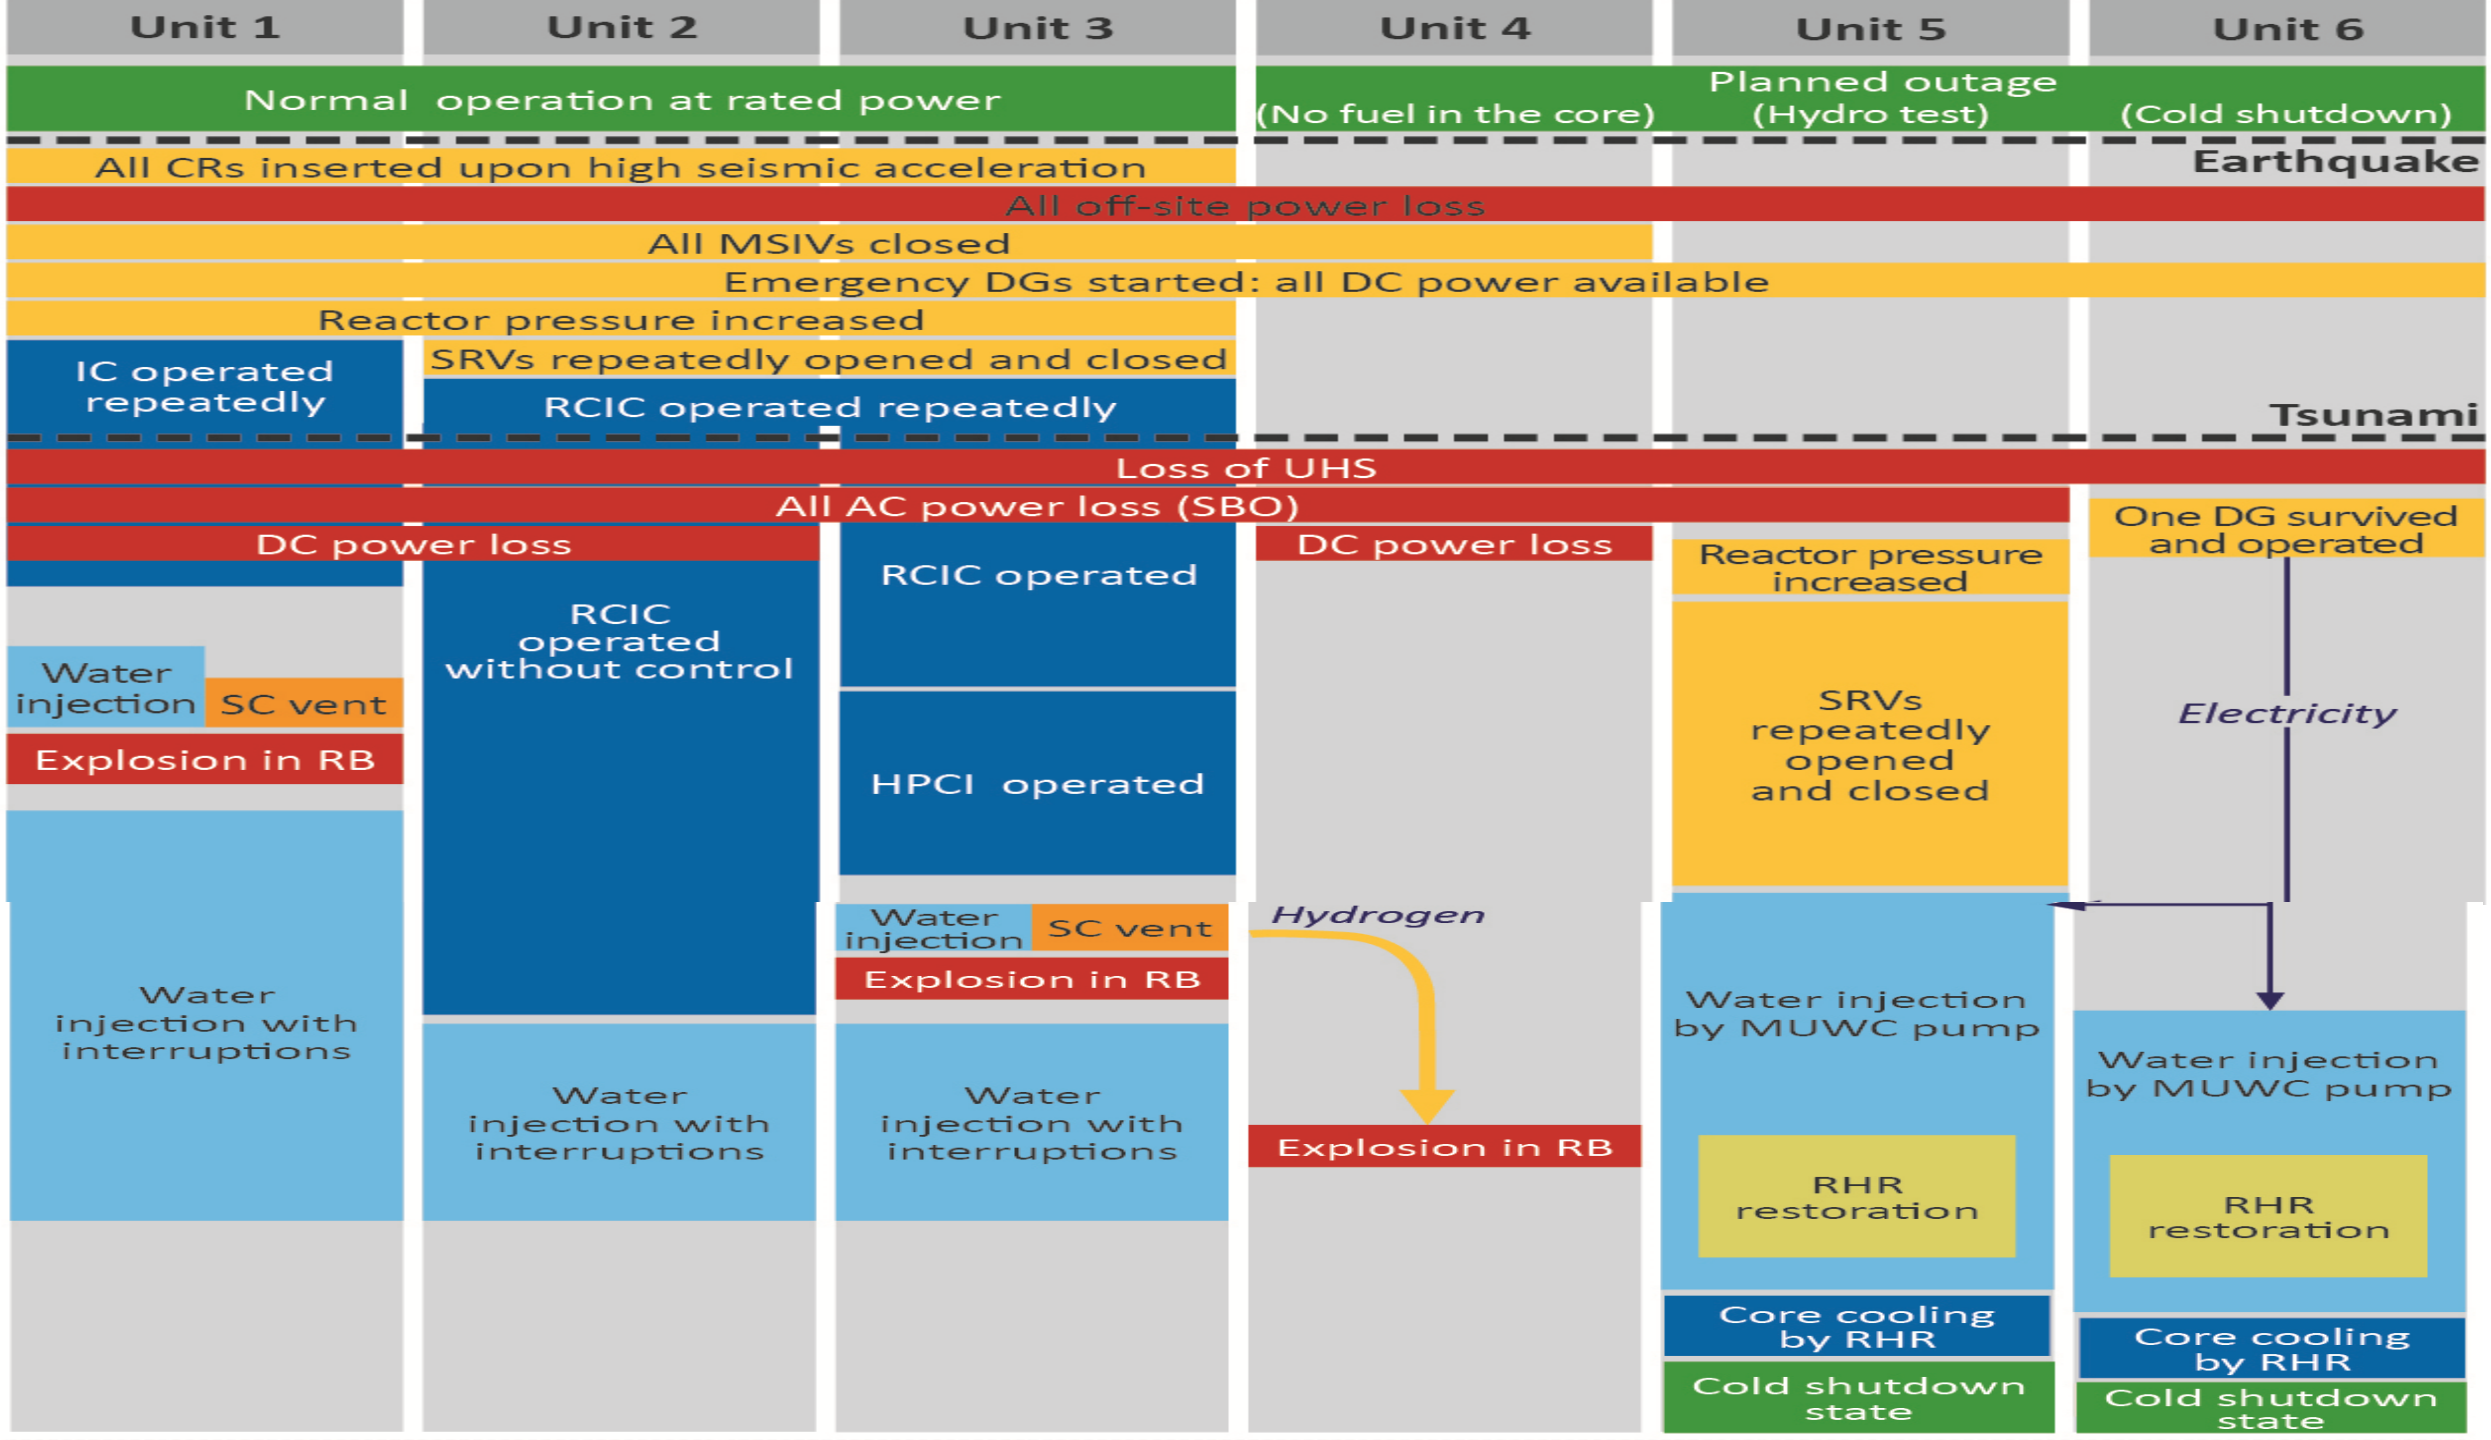 Unit 1
Unit 2
Unit 3
Unit 4
Unit 5
Unit 6
Normal operation at rated power
Planned outage
(No fuel in the core)
(Hydro test)
(Cold shutdown)
Earthquake
All CRs inserted upon high seismic acceleration
All off-site power loss
All MSIVs closed
Emergency DGs started: all DC power available
Reactor pressure increased
IC operated
repeatedly
SRVs repeatedly opened and closed
RCIC operated repeatedly
Tsunami
Loss of UHS
All AC power loss (SBO)
One DG survived
and operated
DC power loss
DC power loss
Reactor pressure
increased
RCIC operated
RCIC
operated
without control
Water
injection
SC vent
SRVs
repeatedly
opened
and closed
Electricity
Explosion in RB
HPCI operated
Water
injection
SC vent
Hydrogen
Explosion in RB
Water
injection with
interruptions
Water injection
by MUWC pump
Water injection
by MUWC pump
Water
injection with
interruptions
Water
injection with
interruptions
Explosion in RB
RHR
restoration
RHR
restoration
Core cooling
by RHR
Core cooling
by RHR
Cold shutdown
state
Cold shutdown
state